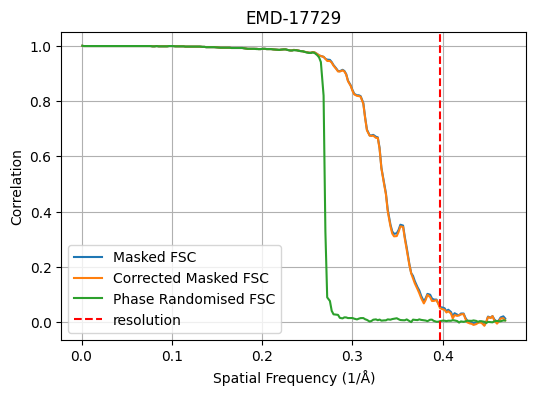 EMD-17729
1.0
0.8
0.6
0.4
0.2
0.0
Correlation
Masked FSC
Corrected Masked FSC
Phase Randomised FSC
resolution
0.0
0.1
0.2
0.3
0.4
Spatial Frequency (1/Å)